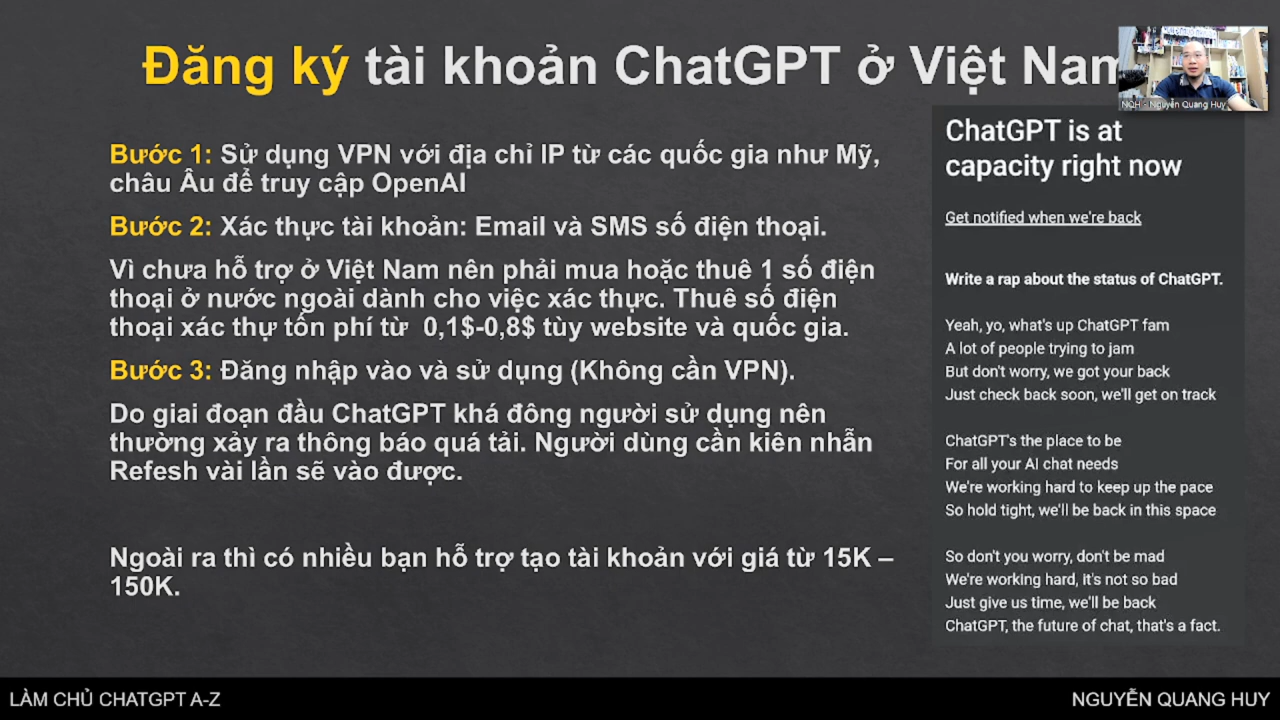 Đăng ký tài khoản ChatGPT ở Việt Nam
NQH - Nguyễn Quang Huy
Bước 1: Sử dụng VPN với địa chỉ IP từ các quốc gia như Mỹ,
châu Âu để truy cập OpenAI
Bước 2: Xác thực tài khoản: Email và SMS số điện thoại.
Vì chưa hỗ trợ ở Việt Nam nên phải mua hoặc thuê 1 số điện
thoại ở nước ngoài dành cho việc xác thực. Thuê số điện
thoại xác thự tốn phí từ 0,1$-0,8$ tùy website và quốc gia.
Bước 3: Đăng nhập vào và sử dụng (Không cần VPN).
Do giai đoạn đầu ChatGPT khá đông người sử dụng nên
thường xảy ra thông báo quá tải. Người dùng cần kiên nhẫn
Refesh vài lần sẽ vào được.
Ngoài ra thì có nhiều bạn hỗ trợ tạo tài khoản với giá từ 15K –
150K.
ChatGPT is at
capacity right now
Get notified when we're back
Write a rap about the status of ChatGPT.
Yeah, yo, what's up ChatGPT fam
A lot of people trying to jam
But don't worry, we got your back
Just check back soon, we'll get on track
ChatGPT's the place to be
For all your AI chat needs
We're working hard to keep up the pace
So hold tight, we'll be back in this space
So don't you worry, don't be mad
We're working hard, it's not so bad
Just give us time, we'll be back
ChatGPT, the future of chat, that's a fact.
LÀM CHỦ CHATGPT A-Z
NGUYỄN QUANG HUY